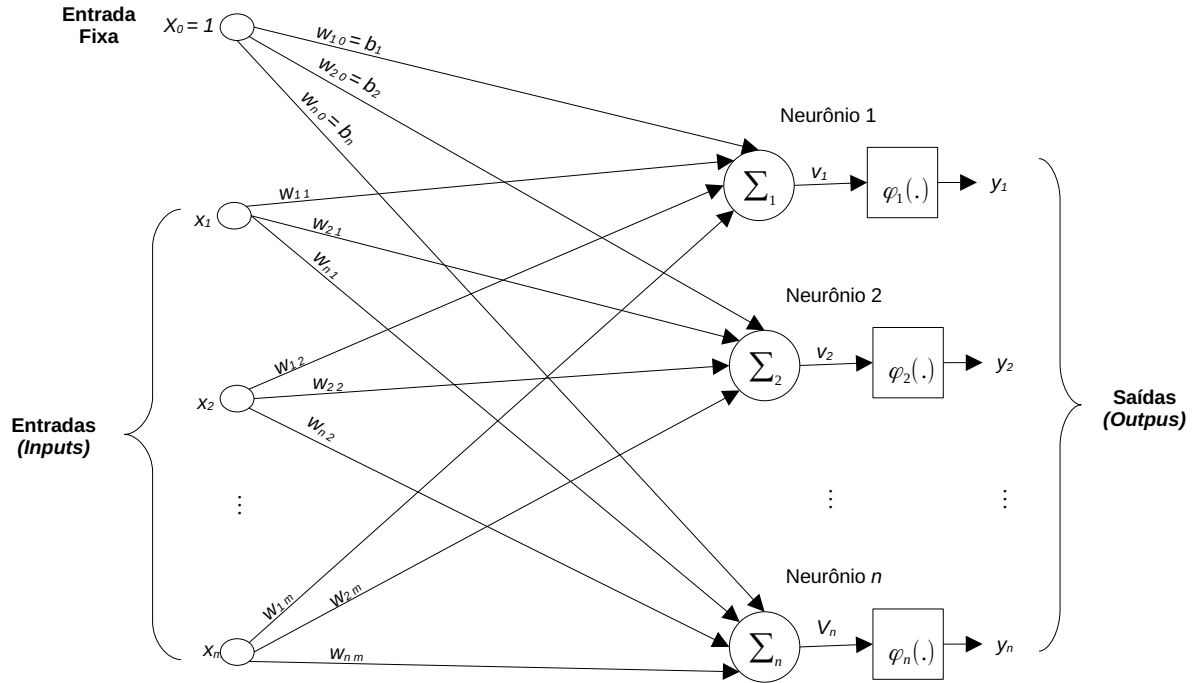 Entrada
Fixa
X₀ = 1
w₁ ₀ = b₁
w₂ ₀ = b₂
wₙ ₀ = bₙ
Neurônio 1
∑₁
v₁
φ₁(.)
y₁
x₁
w₁ ₁
w₂ ₁
wₙ ₁
Neurônio 2
∑₂
v₂
φ₂(.)
y₂
x₂
w₁ ₂
w₂ ₂
wₙ ₂
Entradas
(Inputs)
Saídas
(Outpus)
⋮
⋮
⋮
Neurônio n
∑ₙ
Vₙ
φₙ(.)
yₙ
w₁ ₘ
w₂ ₘ
wₙ ₘ